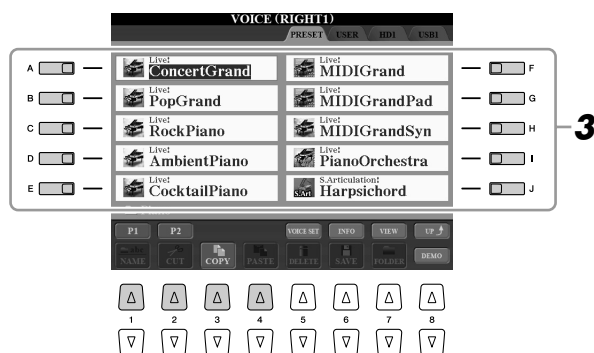 VOICE (RIGHT1)
PRESET USER HD1 USB1
A Live! ConcertGrand Live! MIDIGrand F
B Live! PopGrand Live! MIDIGrandPad G
C Live! RockPiano Live! MIDIGrandSyn H
D Live! AmbientPiano Live! PianoOrchestra I
E Live! CocktailPiano S.Art! S.Articulation! Harpsichord J
3
P1 P2 VOICE SET INFO VIEW UP
NAME CUT COPY PASTE DELETE SAVE FOLDER DEMO
1 2 3 4 5 6 7 8